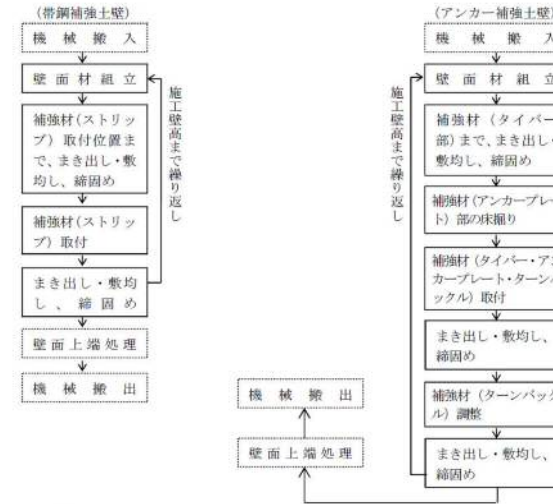 (帯鋼補強土壁)
機械搬入
壁面材組立
補強材(ストリッ
プ)取付位置ま
で、まき出し・敷
均し、締固め
補強材(ストリッ
プ)取付
まき出し・敷均
し、締固め
壁面上端処理
機械搬出
施工壁高まで繰り返し
(アンカー補強土壁)
機械搬入
壁面材組立
補強材(タイバー
部)まで、まき出し・
敷均し、締固め
補強材(アンカープレー
ト)部の床掘り
補強材(タイバー・アン
カープレート・ターンバ
ックル)取付
まき出し・敷均し、
締固め
補強材(ターンバック
ル)調整
まき出し・敷均し、
締固め
施工壁高まで繰り返し
壁面上端処理
機械搬出